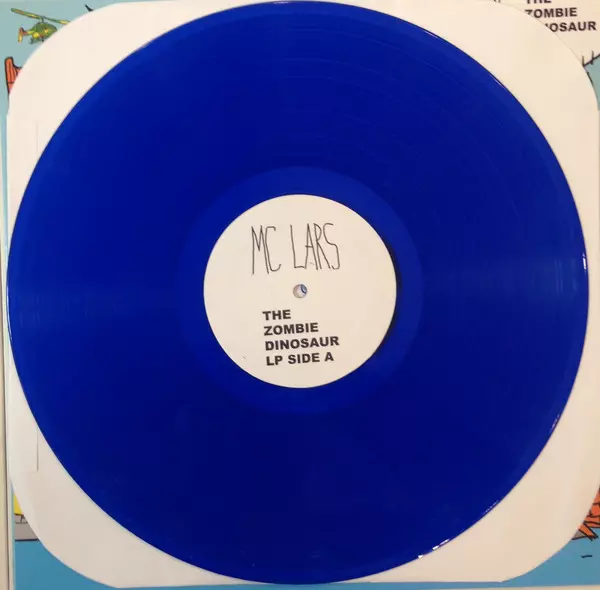 THE
ZOMBIE
DINOSAUR
MC LARS
THE
ZOMBIE
DINOSAUR
LP SIDE A